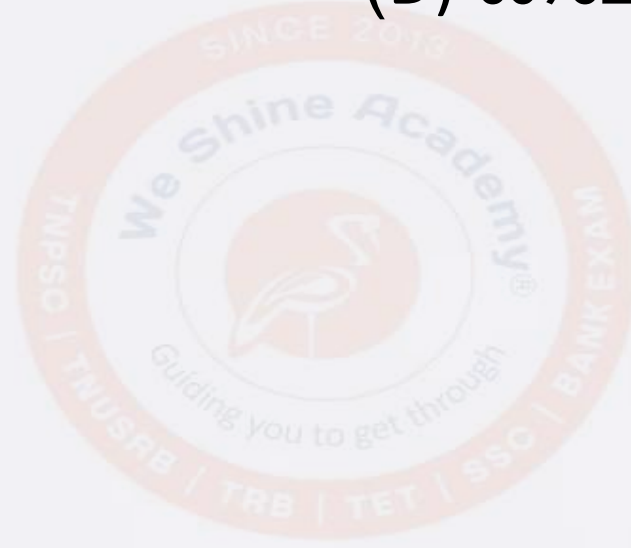 SINCE 2013
We Shine Academy®
Guiding you to get through
TNPSC | TNUSRB | TRB | TET | SSC | BANK EXAM